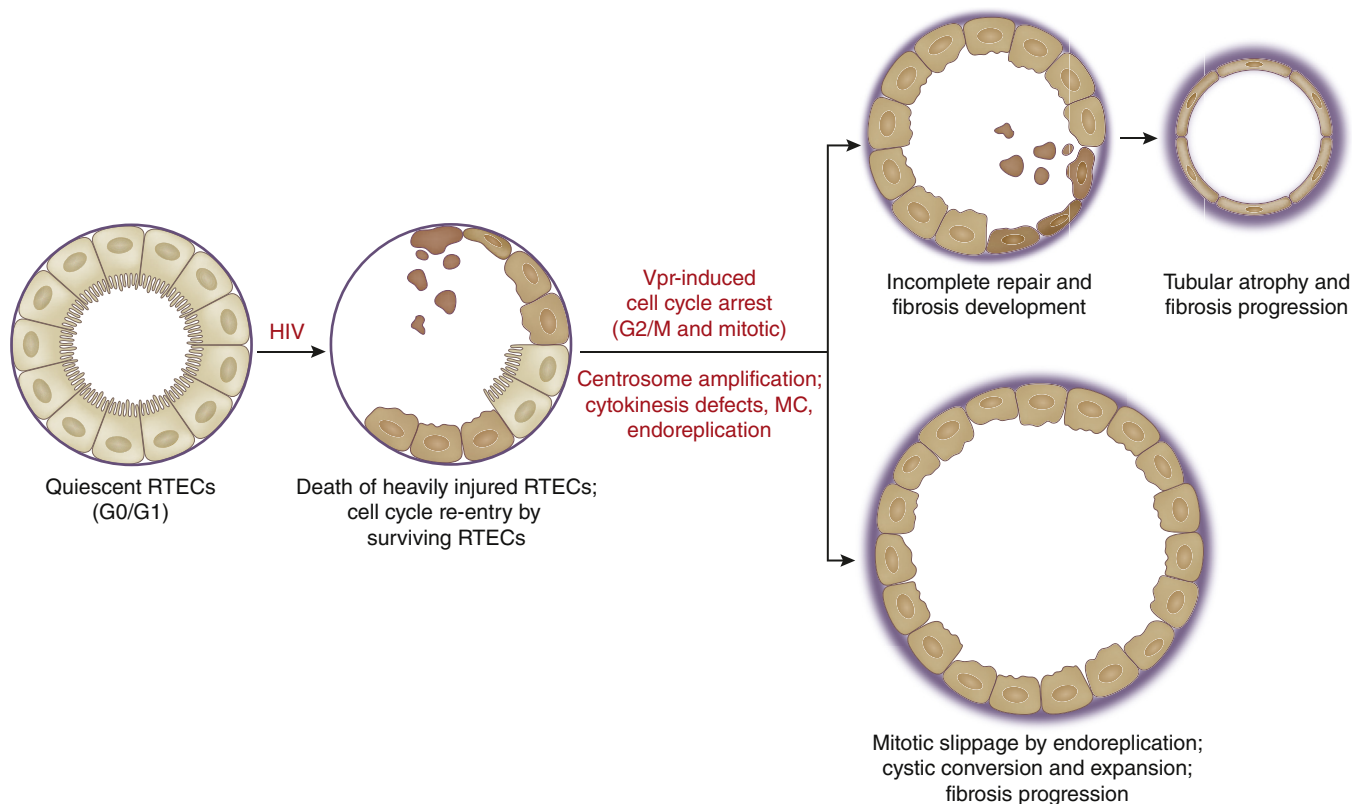 Quiescent RTECs
(G0/G1)
HIV
Death of heavily injured RTECs;
cell cycle re-entry by
surviving RTECs
Vpr-induced
cell cycle arrest
(G2/M and mitotic)
Centrosome amplification;
cytokinesis defects, MC,
endoreplication
Incomplete repair and
fibrosis development
Tubular atrophy and
fibrosis progression
Mitotic slippage by endoreplication;
cystic conversion and expansion;
fibrosis progression